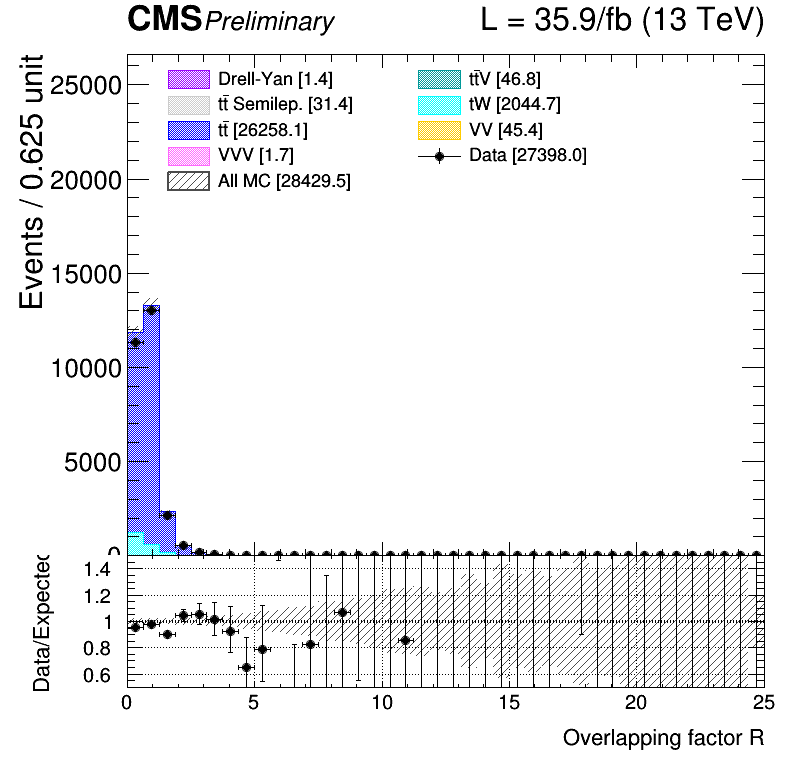 CMS Preliminary L = 35.9/fb (13 TeV)
Events / 0.625 unit
25000
20000
15000
10000
5000
0
Drell-Yan [1.4]
tt̄ Semilep. [31.4]
tt̄ [26258.1]
VVV [1.7]
All MC [28429.5]
tt̄V [46.8]
tW [2044.7]
VV [45.4]
Data [27398.0]
Data/Expected
1.4
1.2
1
0.8
0.6
0 5 10 15 20 25
Overlapping factor R